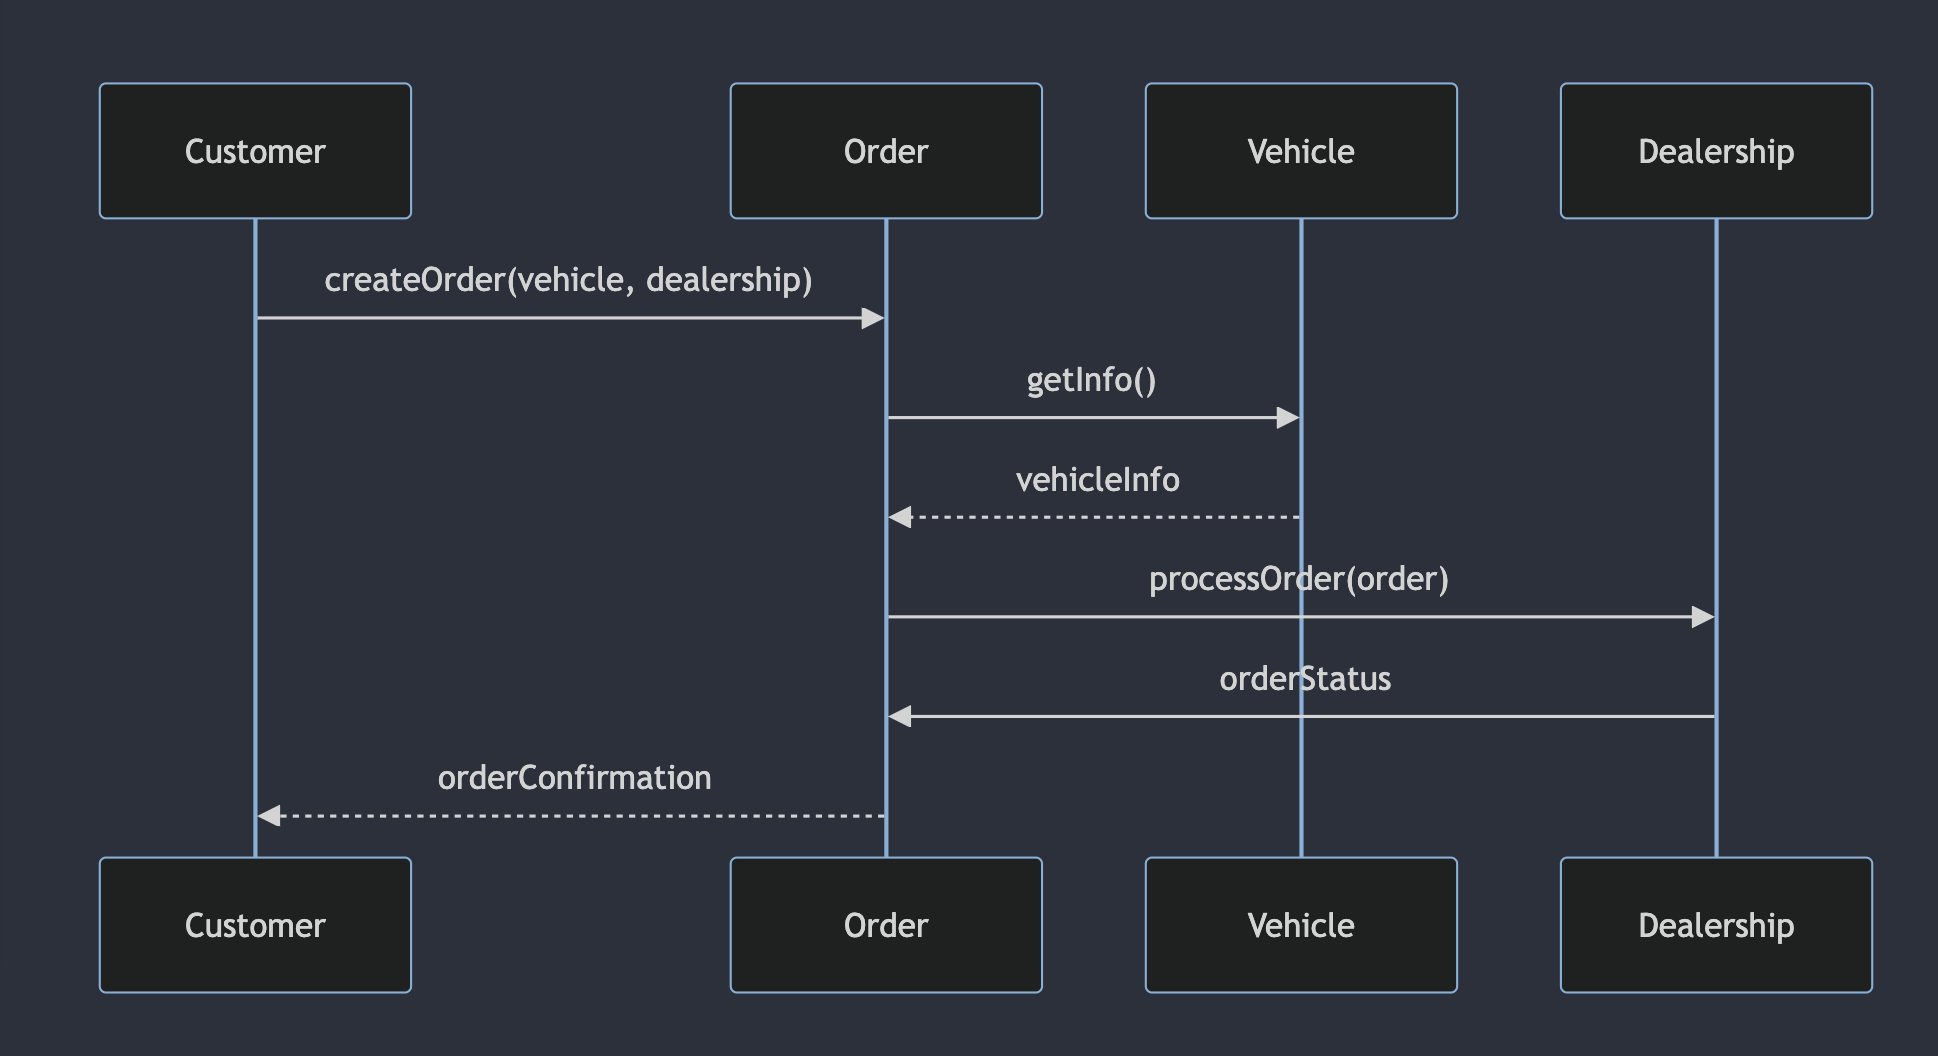 Customer
Order
Vehicle
Dealership
createOrder(vehicle, dealership)
getInfo()
vehicleInfo
processOrder(order)
orderStatus
orderConfirmation
Customer
Order
Vehicle
Dealership